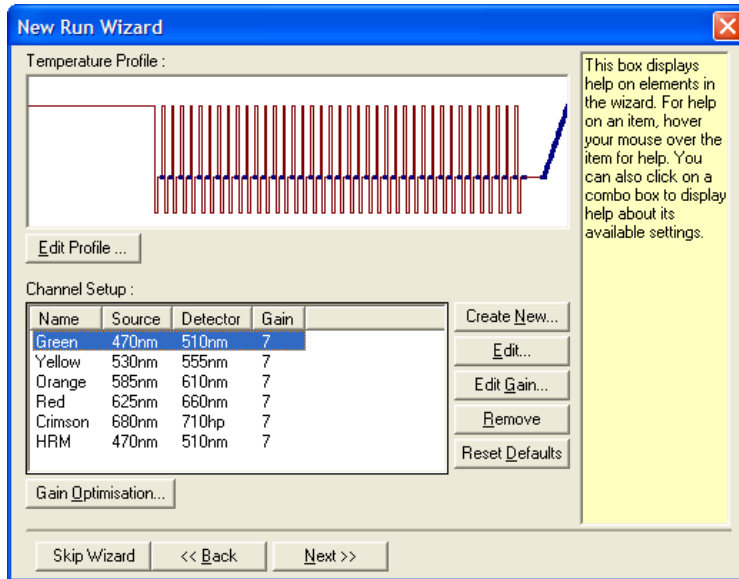 New Run Wizard
Temperature Profile :
This box displays
help on elements in
the wizard. For help
on an item, hover
your mouse over the
item for help. You
can also click on a
combo box to display
help about its
available settings.
Edit Profile ...
Channel Setup :
Name Source Detector Gain
Green 470nm 510nm 7
Yellow 530nm 555nm 7
Orange 585nm 610nm 7
Red 625nm 660nm 7
Crimson 680nm 710hp 7
HRM 470nm 510nm 7
Create New...
Edit...
Edit Gain...
Remove
Reset Defaults
Gain Optimisation...
Skip Wizard << Back Next >>